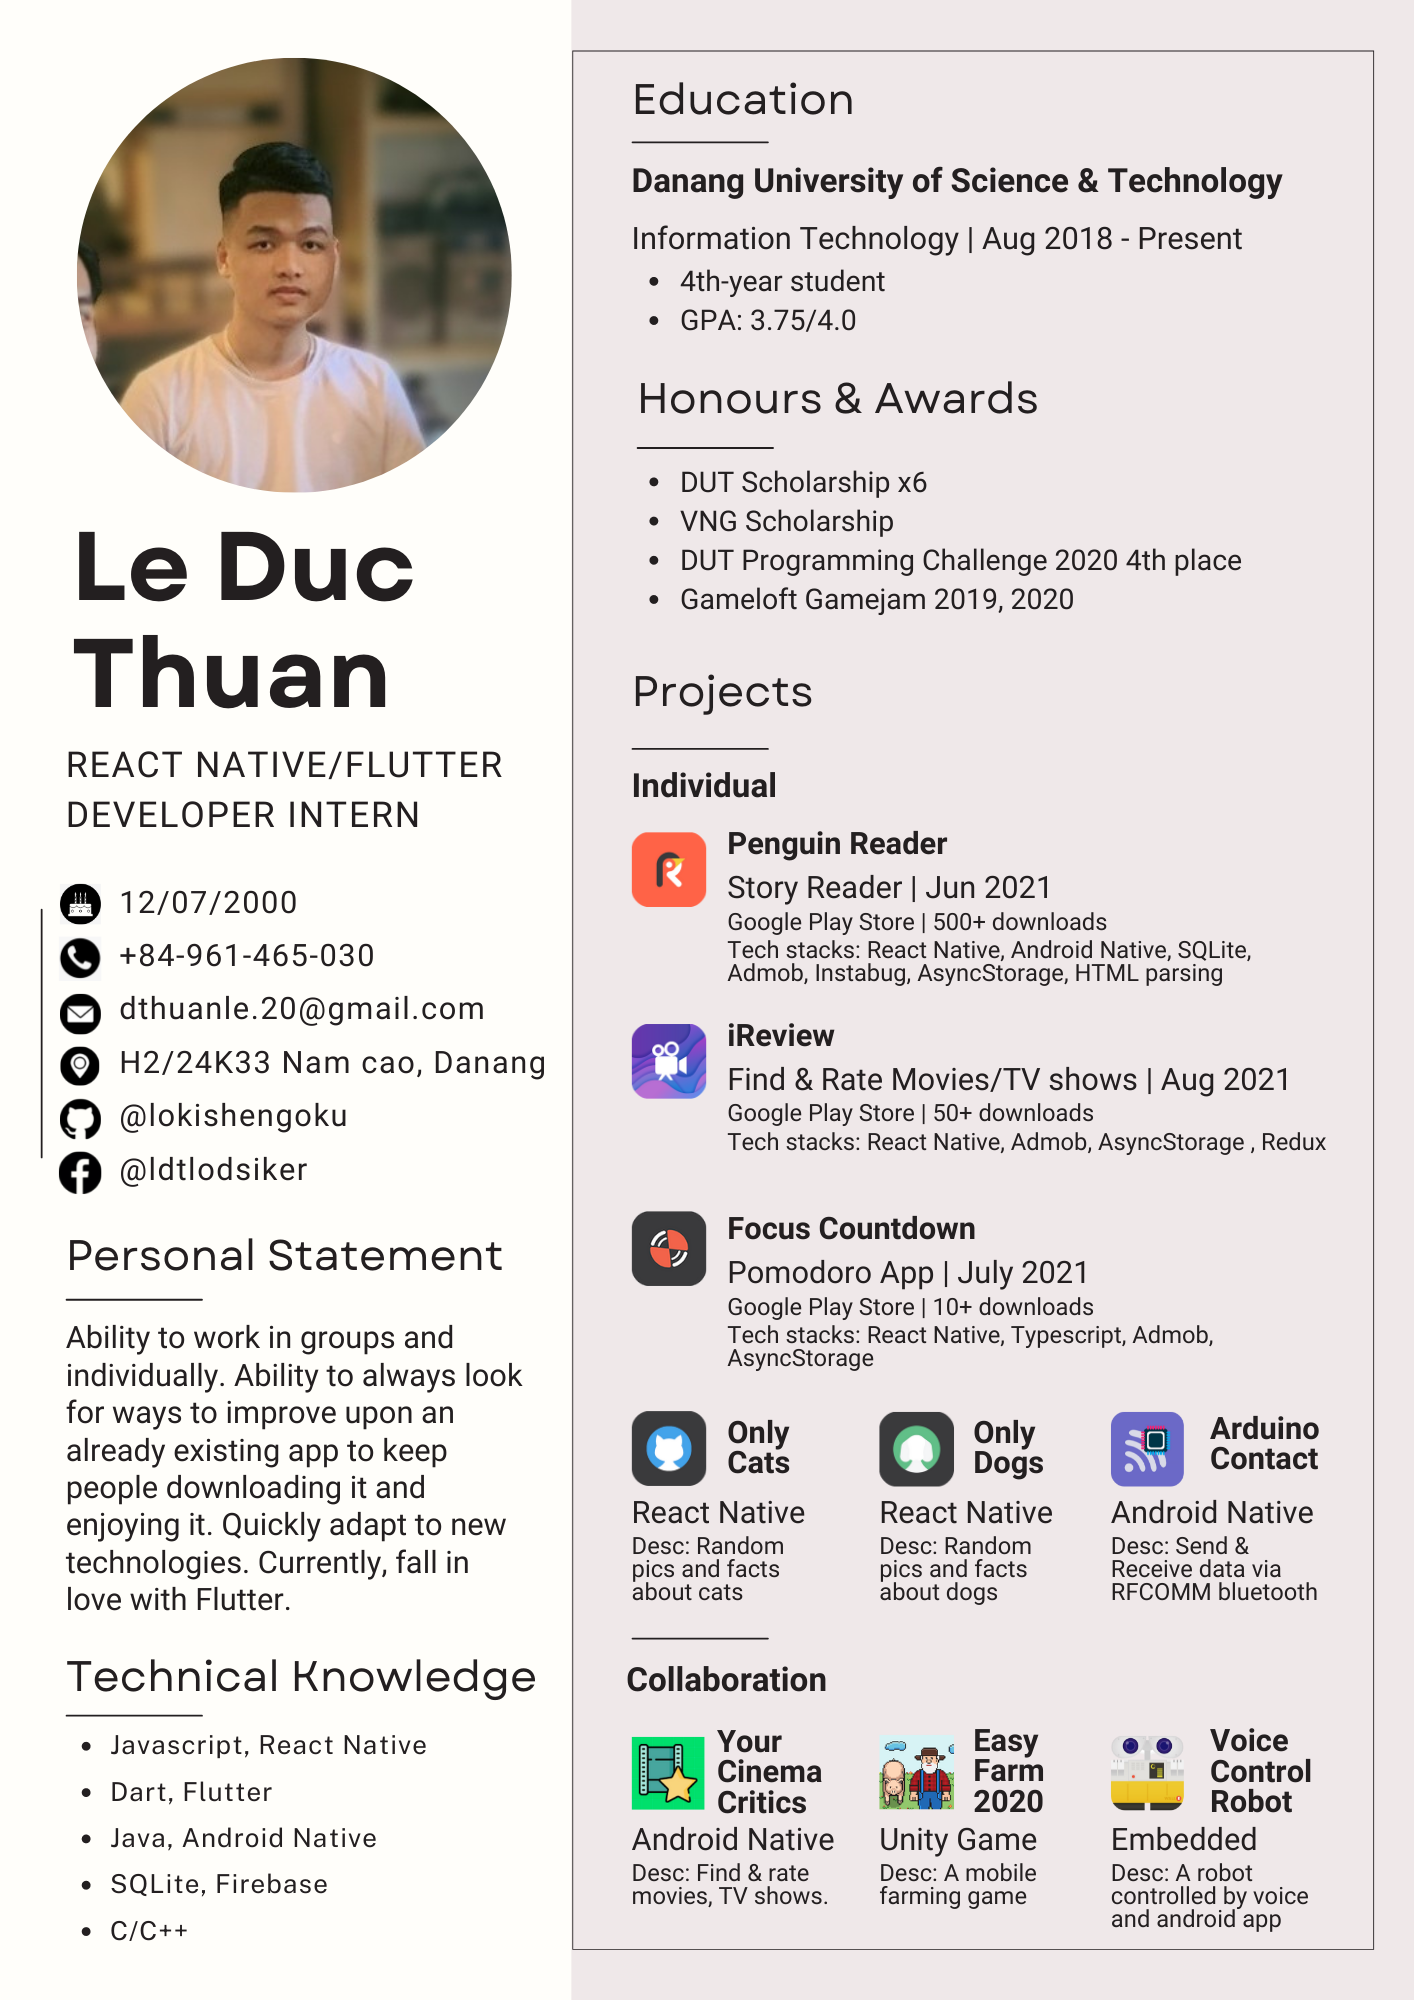 Le Duc
Thuan
REACT NATIVE/FLUTTER
DEVELOPER INTERN
12/07/2000
+84-961-465-030
dthuanle.20@gmail.com
H2/24K33 Nam cao, Danang
@lokishengoku
@ldtlodsiker
Personal Statement
Ability to work in groups and
individually. Ability to always look
for ways to improve upon an
already existing app to keep
people downloading it and
enjoying it. Quickly adapt to new
technologies. Currently, fall in
love with Flutter.
Technical Knowledge
• Javascript, React Native
• Dart, Flutter
• Java, Android Native
• SQLite, Firebase
• C/C++
Education
Danang University of Science & Technology
Information Technology | Aug 2018 - Present
• 4th-year student
• GPA: 3.75/4.0
Honours & Awards
• DUT Scholarship x6
• VNG Scholarship
• DUT Programming Challenge 2020 4th place
• Gameloft Gamejam 2019, 2020
Projects
Individual
Penguin Reader
Story Reader | Jun 2021
Google Play Store | 500+ downloads
Tech stacks: React Native, Android Native, SQLite,
Admob, Instabug, AsyncStorage, HTML parsing
iReview
Find & Rate Movies/TV shows | Aug 2021
Google Play Store | 50+ downloads
Tech stacks: React Native, Admob, AsyncStorage , Redux
Focus Countdown
Pomodoro App | July 2021
Google Play Store | 10+ downloads
Tech stacks: React Native, Typescript, Admob,
AsyncStorage
Only
Cats
React Native
Desc: Random
pics and facts
about cats
Only
Dogs
React Native
Desc: Random
pics and facts
about dogs
Arduino
Contact
Android Native
Desc: Send &
Receive data via
RFCOMM bluetooth
Collaboration
Your
Cinema
Critics
Android Native
Desc: Find & rate
movies, TV shows.
Easy
Farm
2020
Unity Game
Desc: A mobile
farming game
Voice
Control
Robot
Embedded
Desc: A robot
controlled by voice
and android app